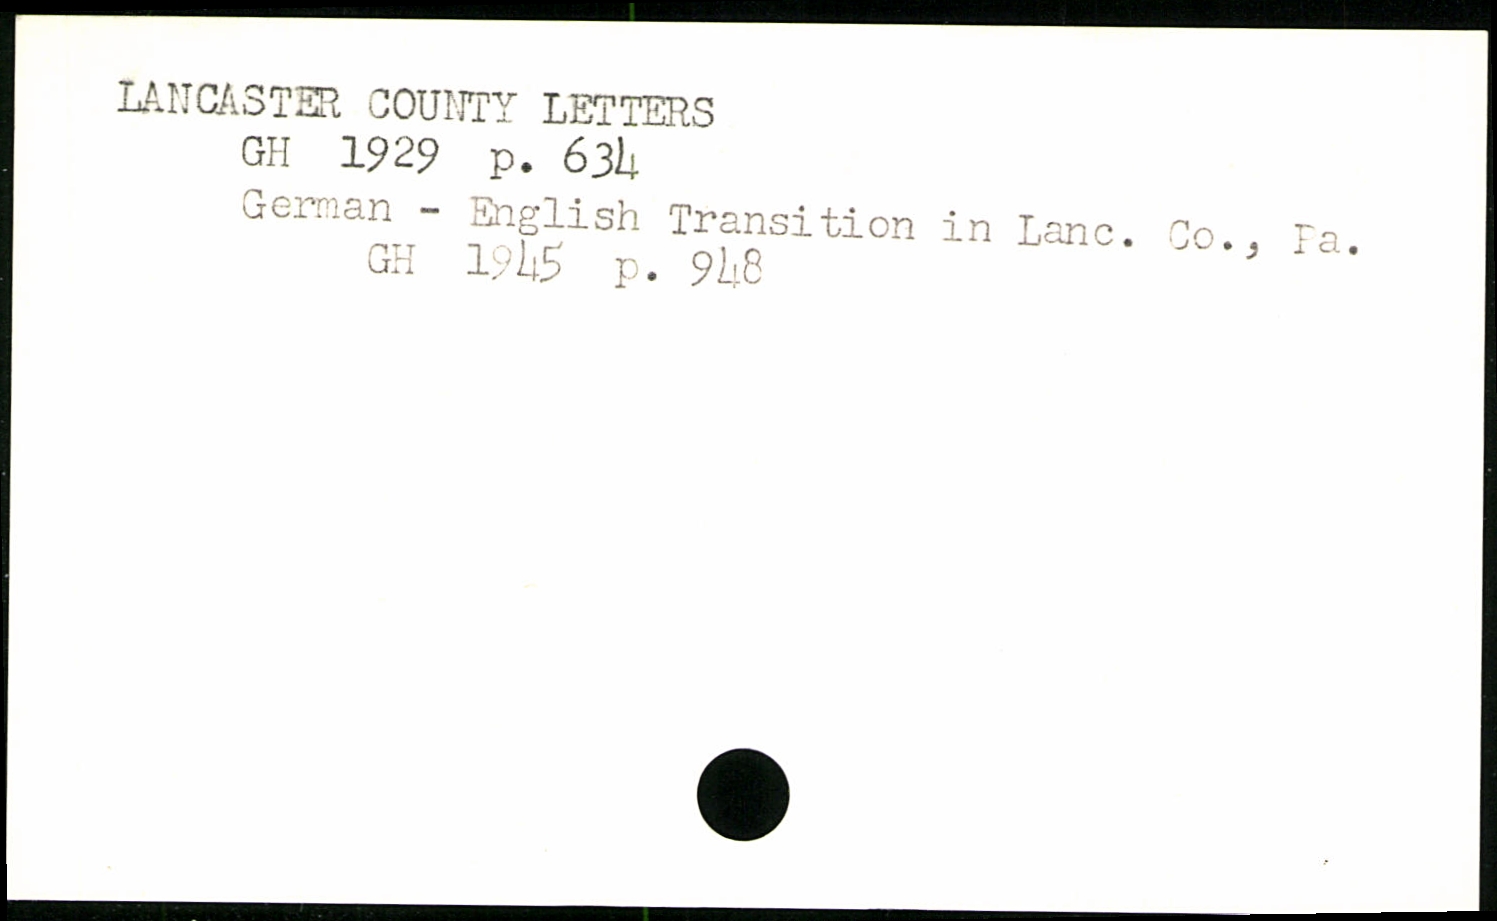 LANCASTER COUNTY LETTERS
GH 1929 p. 634
German - English Transition in Lanc. Co., Pa.
GH 1945 p. 948